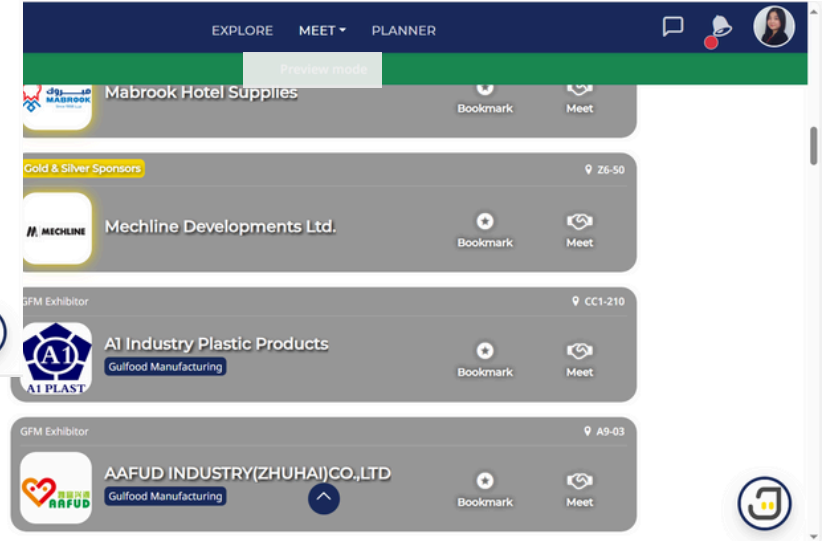 EXPLORE MEET PLANNER
Preview mode
مبروك
MABROOK
Mabrook Hotel Supplies
Bookmark Meet
Gold & Silver Sponsors
Z6-50
MECHLINE
Mechline Developments Ltd.
Bookmark Meet
GFM Exhibitor
CC1-210
A1
A1 PLAST
A1 Industry Plastic Products
Gulfood Manufacturing
Bookmark Meet
GFM Exhibitor
A9-03
AAFUD
AAFUD INDUSTRY(ZHUHAI)CO.,LTD
Gulfood Manufacturing
Bookmark Meet